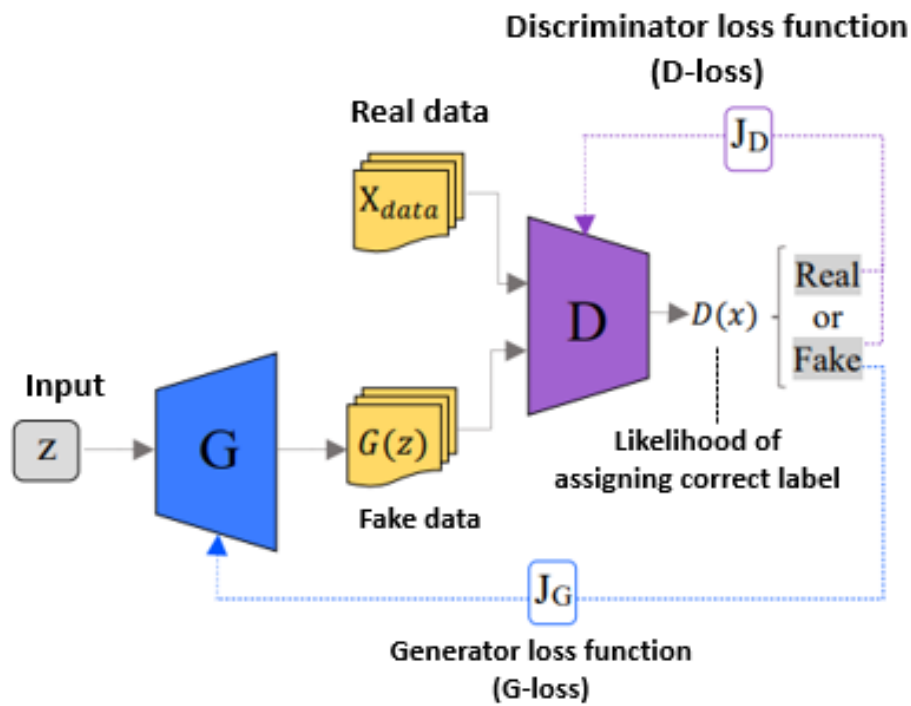 Discriminator loss function
(D-loss)
Real data
J_D
X_data
D
D(x)
Real
or
Fake
Input
z
G
G(z)
Likelihood of
assigning correct label
Fake data
J_G
Generator loss function
(G-loss)